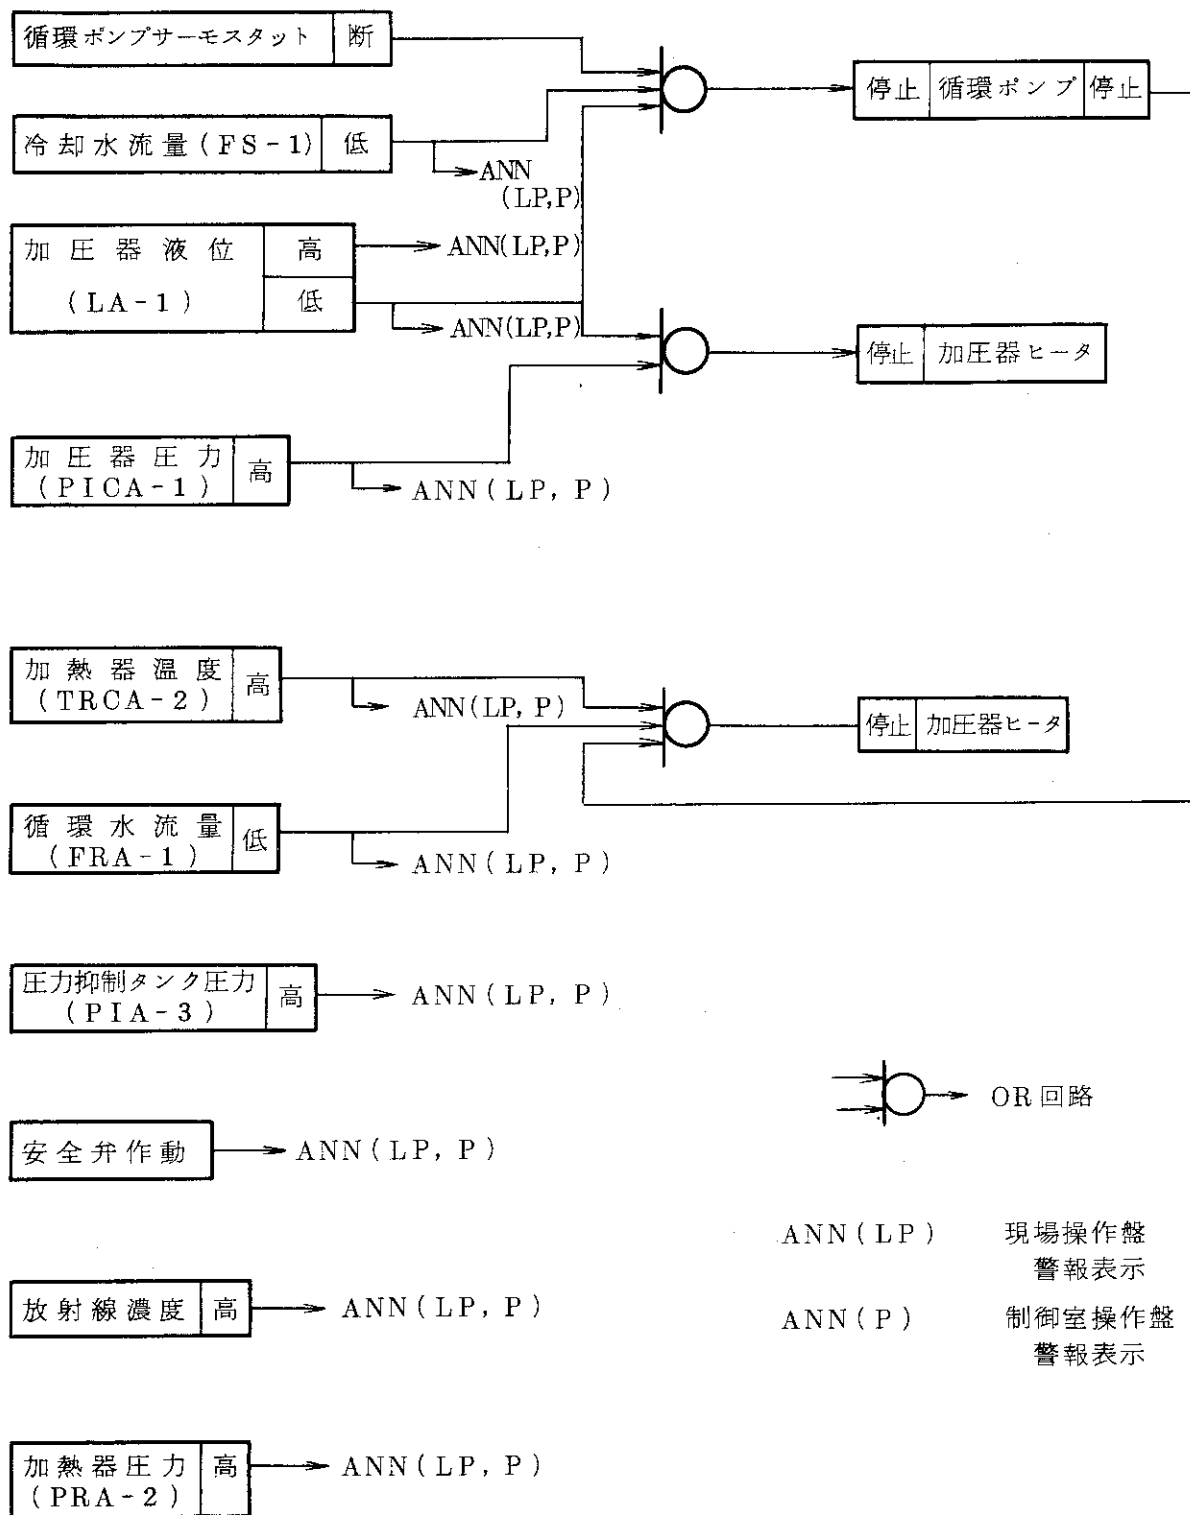 循環ポンプサーモスタット 断
停止 循環ポンプ 停止
冷却水流量(FS-1) 低
ANN
(LP,P)
加圧器液位
(LA-1)
高
ANN(LP,P)
低
ANN(LP,P)
停止 加圧器ヒータ
加圧器圧力
(PICA-1)
高
ANN(LP, P)
加熱器温度
(TRCA-2)
高
ANN(LP, P)
停止 加圧器ヒータ
循環水流量
(FRA-1)
低
ANN(LP, P)
圧力抑制タンク圧力
(PIA-3)
高
ANN(LP, P)
OR回路
安全弁作動
ANN(LP, P)
ANN(LP) 現場操作盤
警報表示
放射線濃度 高
ANN(LP, P)
ANN(P) 制御室操作盤
警報表示
加熱器圧力
(PRA-2)
高
ANN(LP, P)